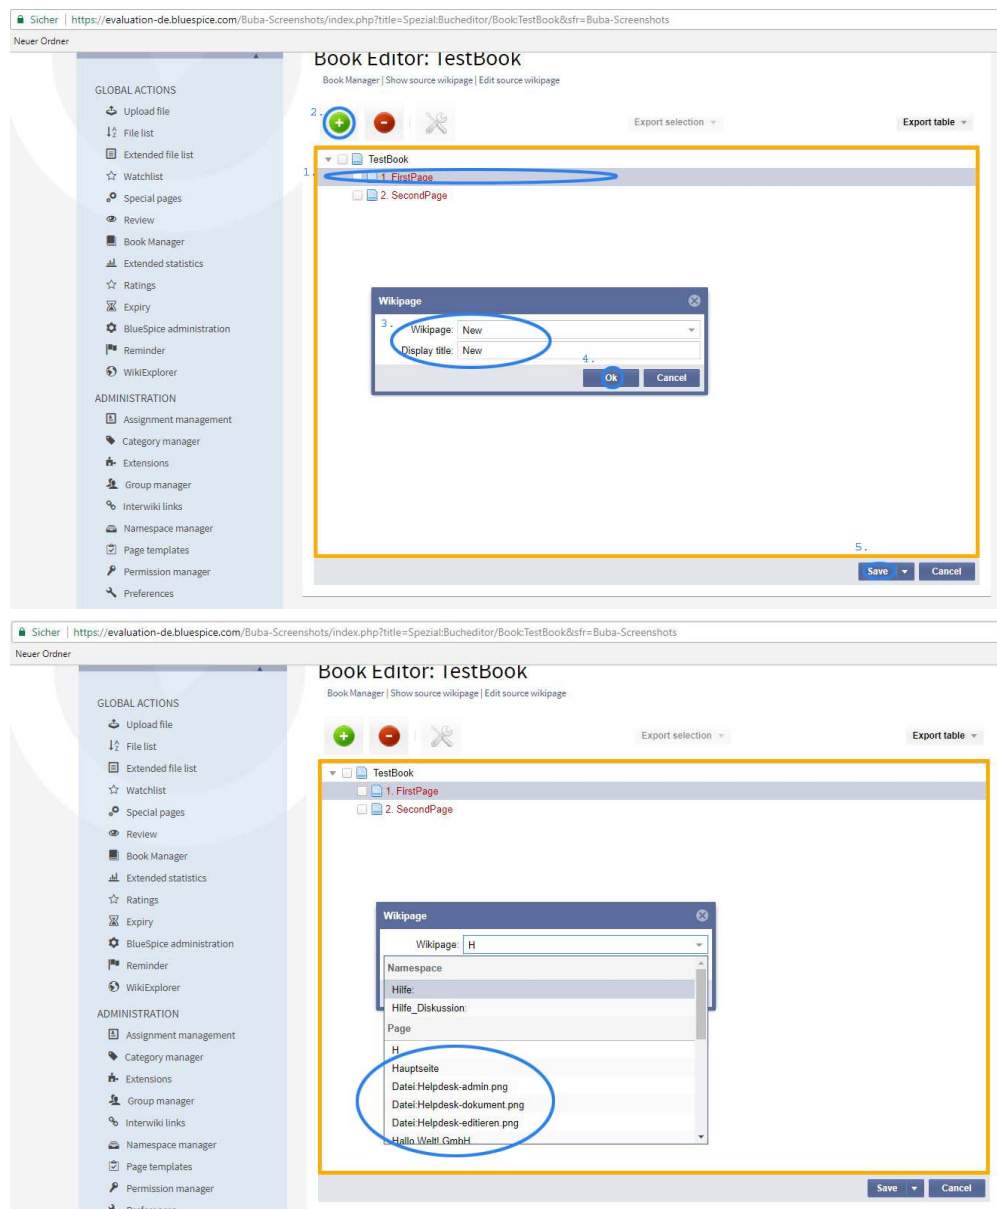 Sicher | https://evaluation-de.bluespice.com/Buba-Screenshots/index.php?title=Spezial:Bucheditor/Book:TestBook&sfr=Buba-Screenshots
Neuer Ordner
Book Editor: TestBook
Book Manager | Show source wikipage | Edit source wikipage
GLOBAL ACTIONS
Upload file
File list
Extended file list
Watchlist
Special pages
Review
Book Manager
Extended statistics
Ratings
Expiry
BlueSpice administration
Reminder
WikiExplorer
ADMINISTRATION
Assignment management
Category manager
Extensions
Group manager
Interwiki links
Namespace manager
Page templates
Permission manager
Preferences
2.
Export selection
Export table
TestBook
1.
1. FirstPage
2. SecondPage
Wikipage
3.
Wikipage: New
Display title: New
4.
Ok Cancel
5.
Save Cancel
Sicher | https://evaluation-de.bluespice.com/Buba-Screenshots/index.php?title=Spezial:Bucheditor/Book:TestBook&sfr=Buba-Screenshots
Neuer Ordner
Book Editor: TestBook
Book Manager | Show source wikipage | Edit source wikipage
GLOBAL ACTIONS
Upload file
File list
Extended file list
Watchlist
Special pages
Review
Book Manager
Extended statistics
Ratings
Expiry
BlueSpice administration
Reminder
WikiExplorer
ADMINISTRATION
Assignment management
Category manager
Extensions
Group manager
Interwiki links
Namespace manager
Page templates
Permission manager
Preferences
Export selection
Export table
TestBook
1. FirstPage
2. SecondPage
Wikipage
Wikipage: H
Namespace
Hilfe:
Hilfe_Diskussion:
Page
H
Hauptseite
Datei:Helpdesk-admin.png
Datei:Helpdesk-dokument.png
Datei:Helpdesk-editieren.png
Hallo Welt! GmbH
Save Cancel